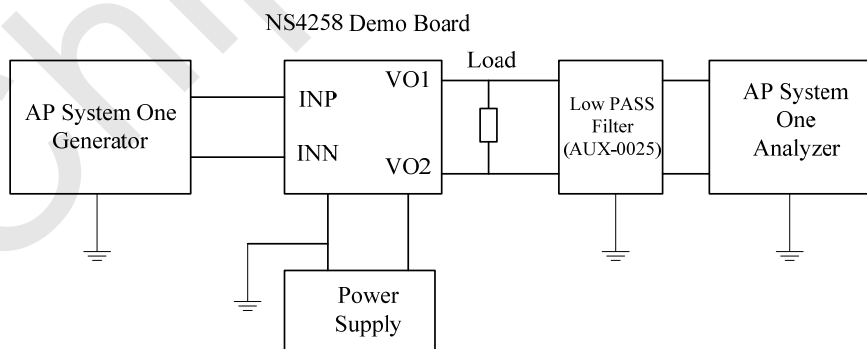 NS4258 Demo Board
AP System One
Generator
INP
INN
VO1
VO2
Load
Low PASS
Filter
(AUX-0025)
AP System
One
Analyzer
Power
Supply